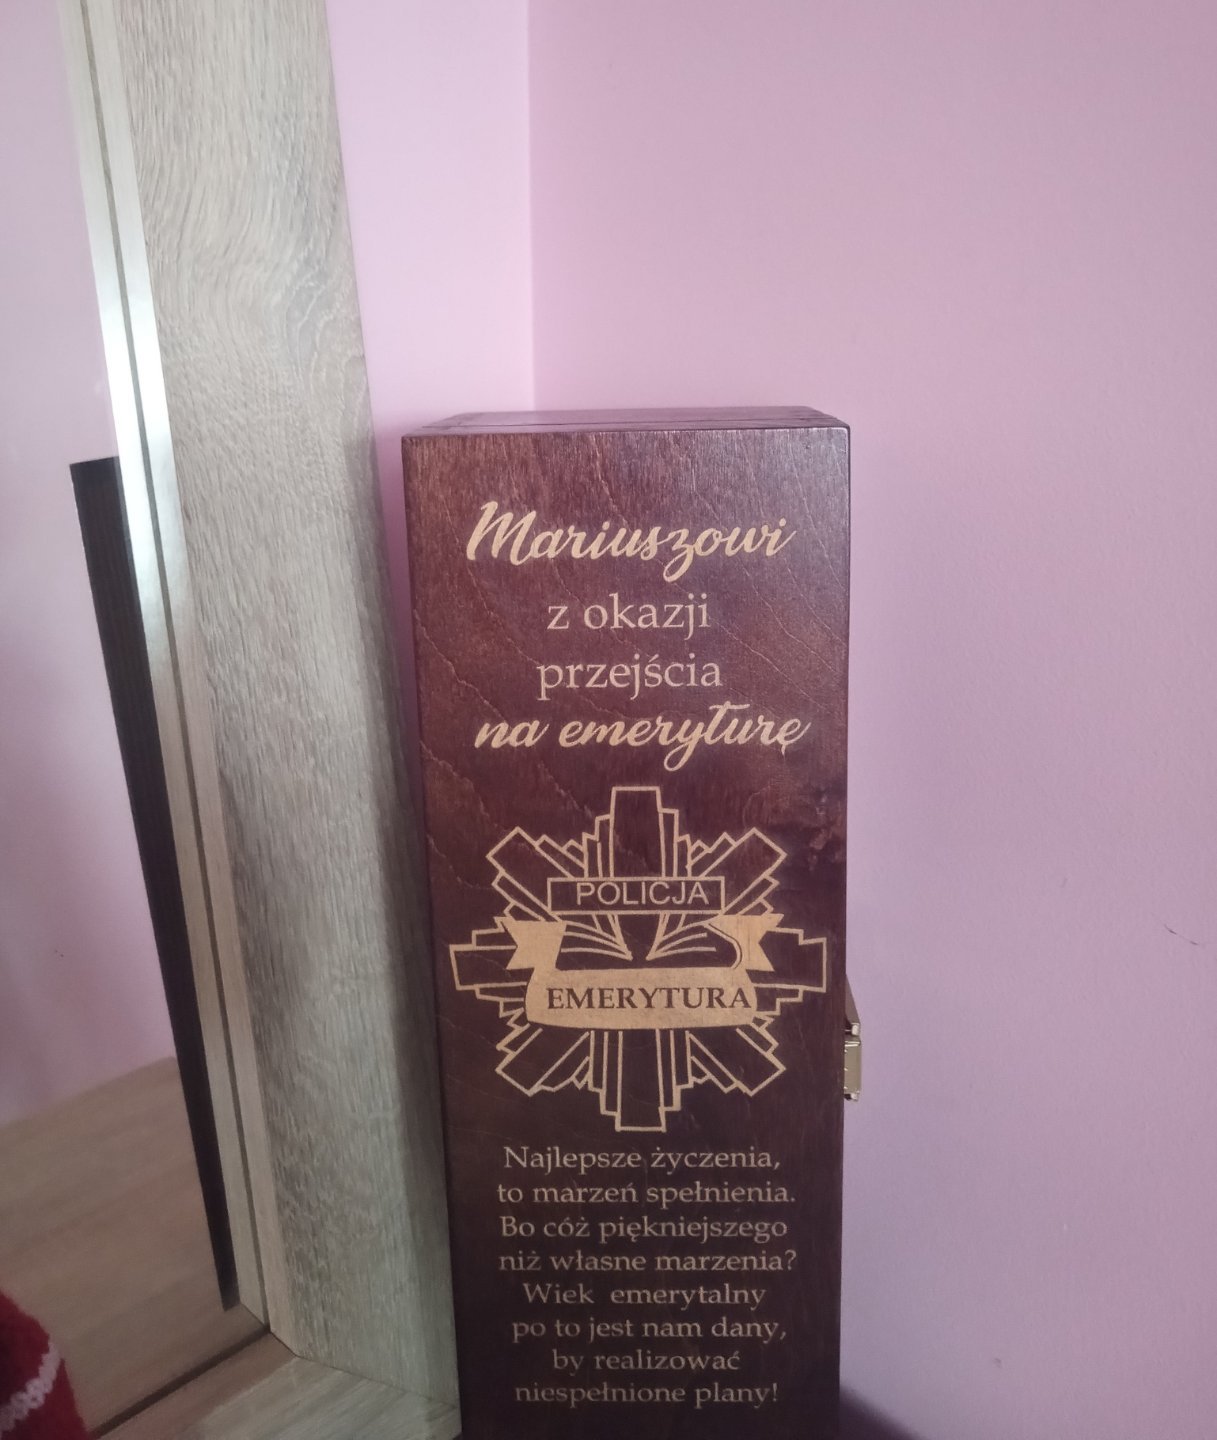 Mariuszowi
z okazji
przejścia
na emeryturę
POLICJA
EMERYTURA
Najlepsze życzenia,
to marzeń spełnienia.
Bo cóż piękniejszego
niż własne marzenia?
Wiek emerytalny
po to jest nam dany,
by realizować
niespełnione plany!